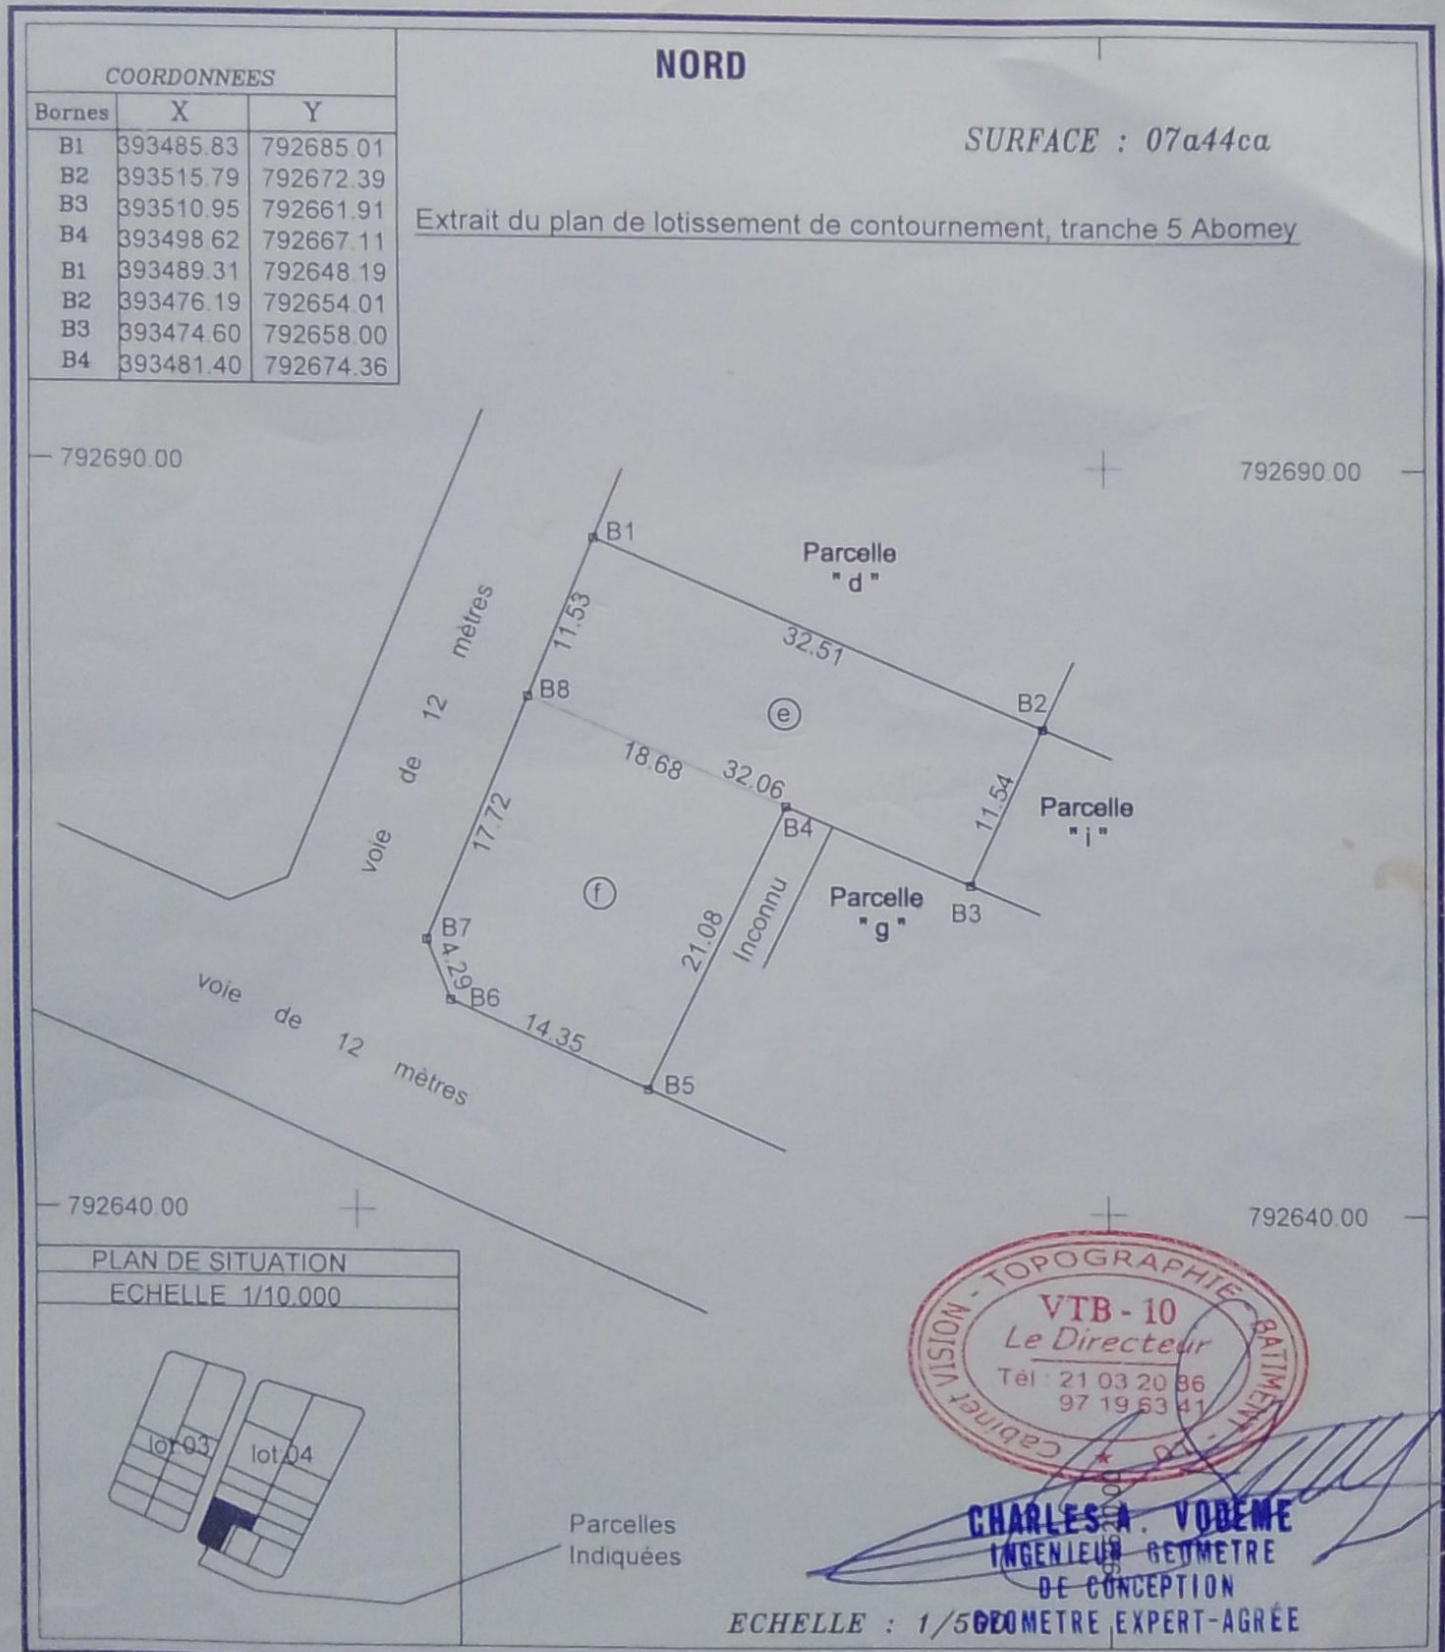 COORDONNEES
Bornes X Y
B1 393485.83 792685.01
B2 393515.79 792672.39
B3 393510.95 792661.91
B4 393498.62 792667.11
B1 393489.31 792648.19
B2 393476.19 792654.01
B3 393474.60 792658.00
B4 393481.40 792674.36
NORD
SURFACE : 07a44ca
Extrait du plan de lotissement de contournement, tranche 5 Abomey
792690.00
792690.00
B1
Parcelle
"d"
11.53
32.51
voie de 12 mètres
B8
e
B2
18.68
32.06
11.54
Parcelle
"i"
B4
17.72
f
Inconnu
Parcelle
"g"
B3
21.08
B7
4.29
B6
14.35
B5
voie de 12 mètres
792640.00
792640.00
PLAN DE SITUATION
ECHELLE 1/10.000
lot 03
lot 04
Parcelles
Indiquées
Cabinet VISION - TOPOGRAPHIE - BATIMENT - 10
VTB - 10
Le Directeur
Tél : 21 03 20 86
97 19 63 41
CHARLES A. VODEME
INGENIEUR GEOMETRE
DE CONCEPTION
GEOMETRE EXPERT-AGRÉE
ECHELLE : 1/500